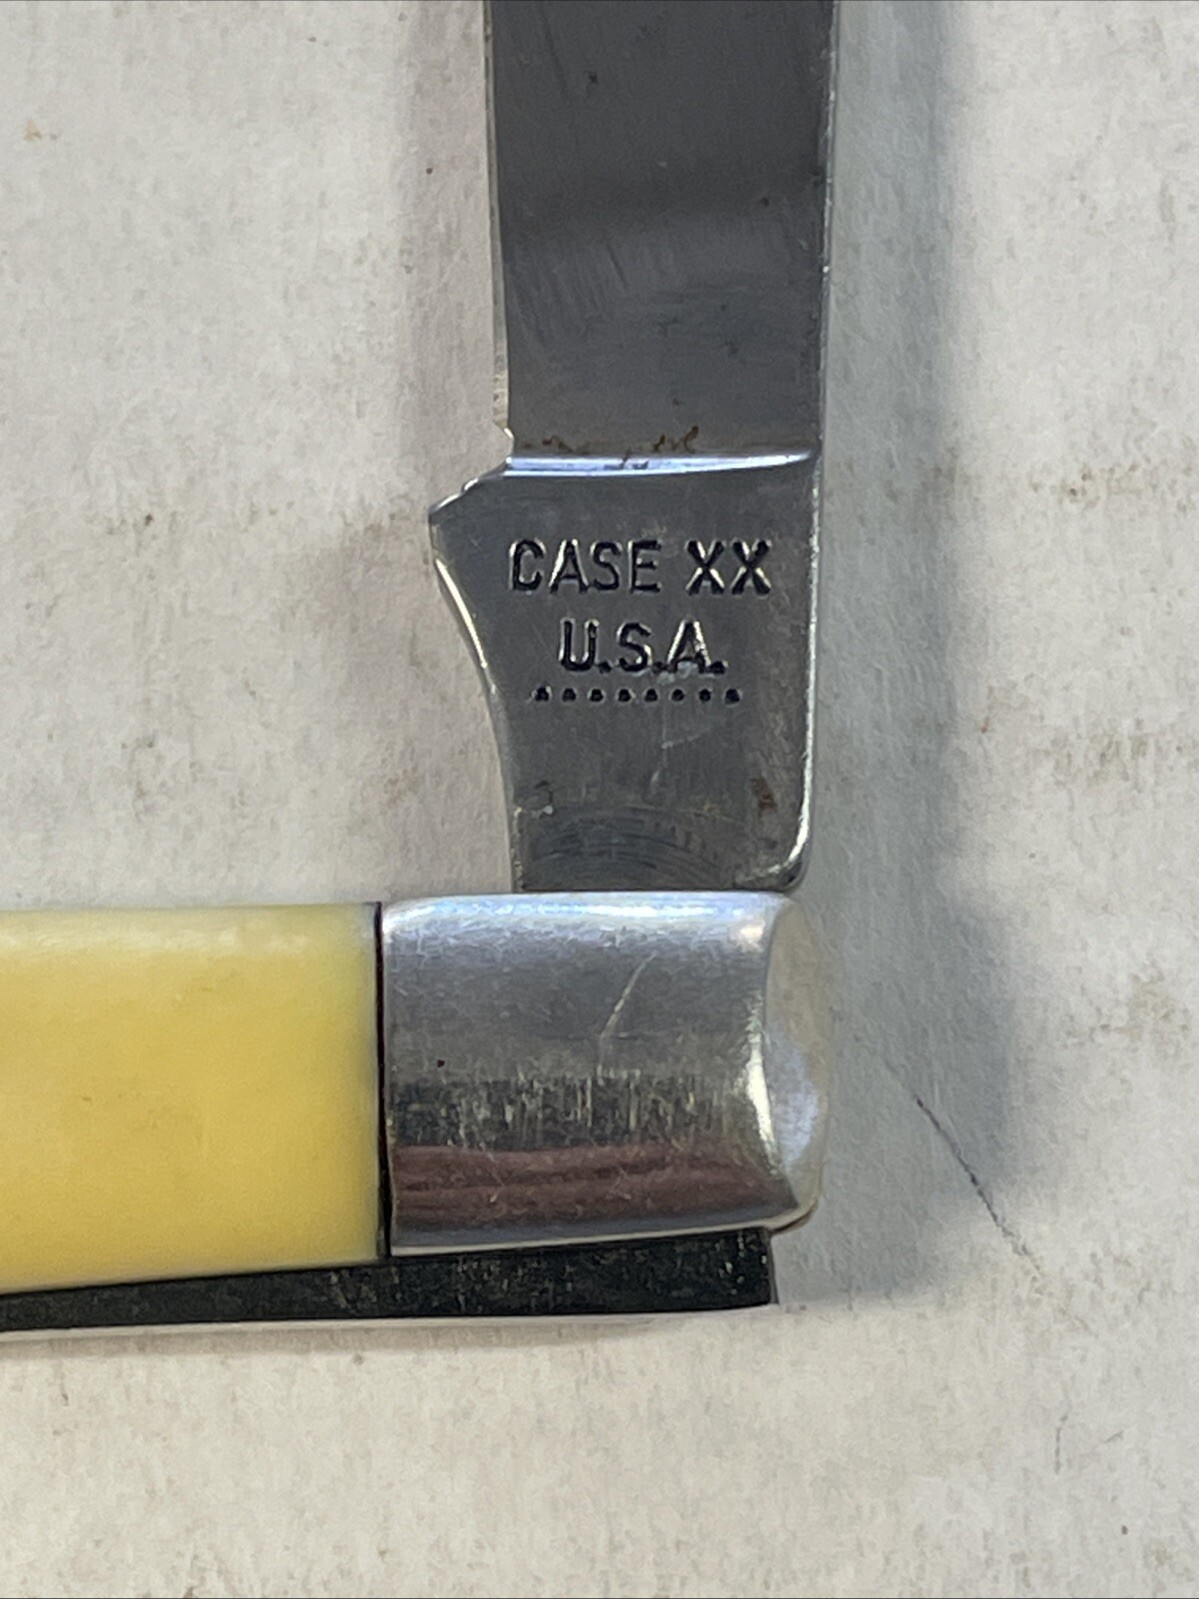 CASE XX
U.S.A.
........